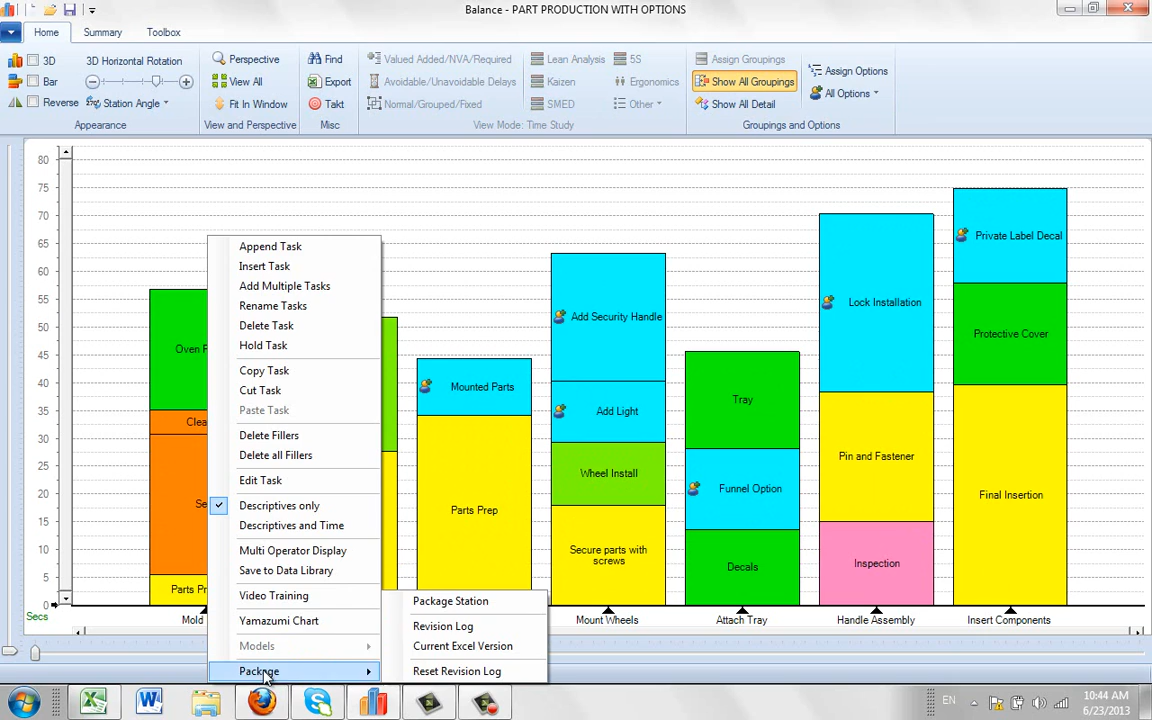 Balance - PART PRODUCTION WITH OPTIONS
Home
Summary
Toolbox
3D
Bar
Reverse
3D Horizontal Rotation
Station Angle
Appearance
Perspective
View All
Fit In Window
View and Perspective
Find
Export
Takt
Misc
Valued Added/NVA/Required
Avoidable/Unavoidable Delays
Normal/Grouped/Fixed
Lean Analysis
Kaizen
SMED
5S
Ergonomics
Other
View Mode: Time Study
Assign Groupings
Show All Groupings
Show All Detail
Assign Options
All Options
Groupings and Options
80
75
70
65
60
55
50
45
40
35
30
25
20
15
10
5
0
Secs
Oven P
Clea
Se
Parts Pr
Mold
Append Task
Insert Task
Add Multiple Tasks
Rename Tasks
Delete Task
Hold Task
Copy Task
Cut Task
Paste Task
Delete Fillers
Delete all Fillers
Edit Task
Descriptives only
Descriptives and Time
Multi Operator Display
Save to Data Library
Video Training
Yamazumi Chart
Models
Package
Package Station
Revision Log
Current Excel Version
Reset Revision Log
Mounted Parts
Parts Prep
Add Security Handle
Add Light
Wheel Install
Secure parts with
screws
Mount Wheels
Tray
Funnel Option
Decals
Attach Tray
Lock Installation
Pin and Fastener
Inspection
Handle Assembly
Private Label Decal
Protective Cover
Final Insertion
Insert Components
EN
10:44 AM
6/23/2013